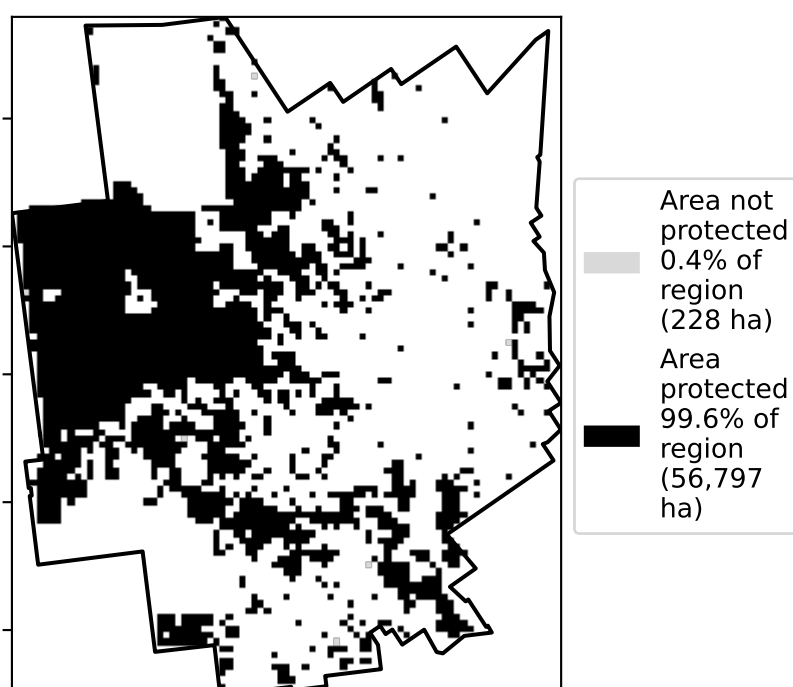 Area not
protected
0.4% of
region
(228 ha)
Area
protected
99.6% of
region
(56,797
ha)